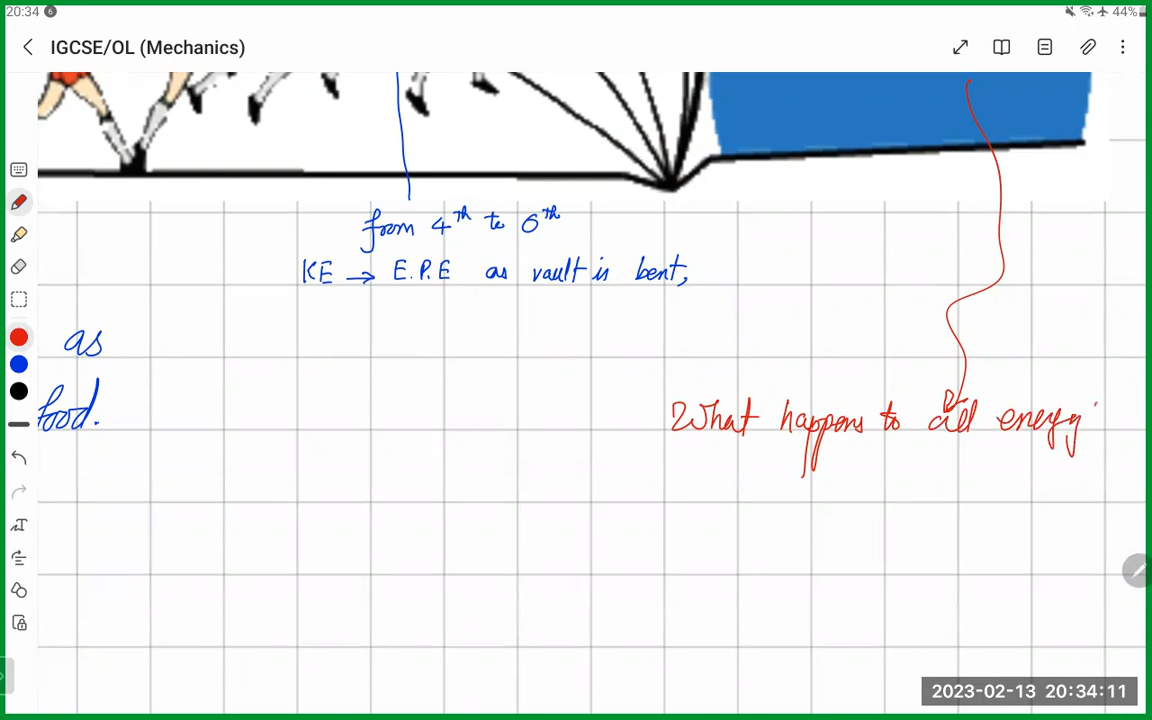 20:34 6
44%
IGCSE/OL (Mechanics)
from 4th to 6th
KE → E.P.E as vault is bent,
as
food.
What happens to all energy
2023-02-13 20:34:11